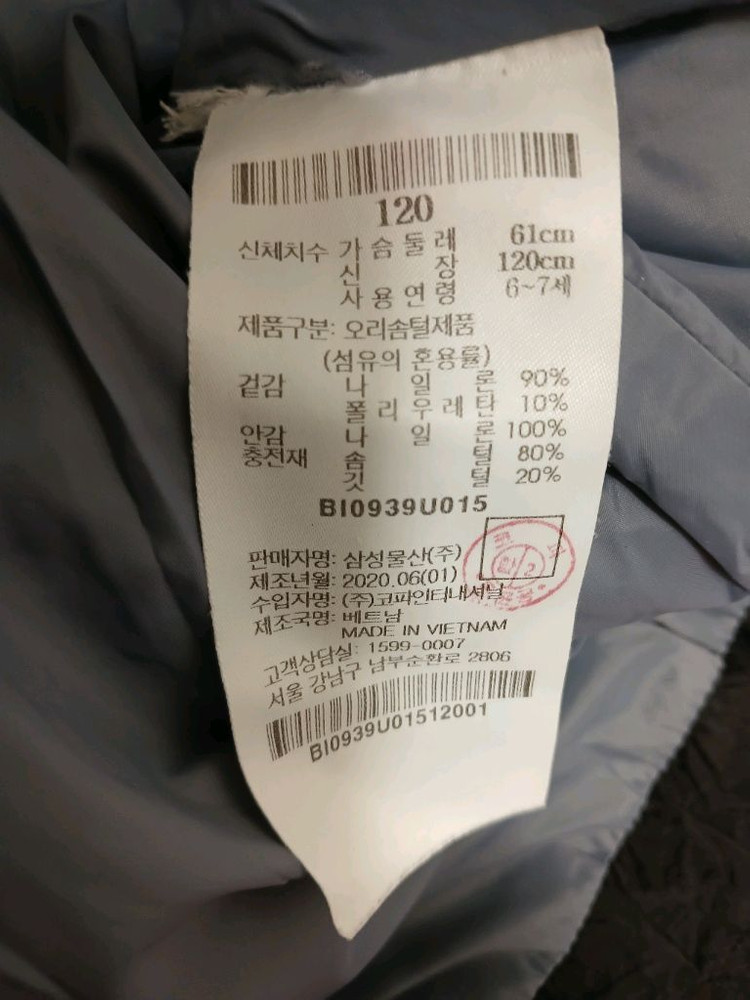 120
신체치수 가슴둘레 61cm
신장 120cm
사용연령 6~7세
제품구분: 오리솜털제품
(섬유의 혼용율)
겉감 나일론 90%
폴리우레탄 10%
안감 나일론 100%
충전재 솜털 80%
깃털 20%
BI0939U015
판매자명: 삼성물산(주)
제조년월: 2020.06(01)
수입자명: (주)코파인터내셔날
제조국명: 베트남
MADE IN VIETNAM
고객상담실: 1599-0007
서울 강남구 남부순환로 2806
BI0939U01512001